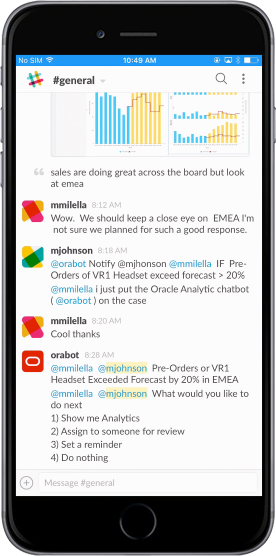 No SIM 10:49 AM
#general
sales are doing great across the board but look
at emea
mmilella 8:12 AM
Wow. We should keep a close eye on EMEA I'm
not sure we planned for such a good response.
mjohnson 8:18 AM
@orabot Notify @mjhonson @mmilella IF Pre-
Orders of VR1 Headset exceed forecast > 20%
@mmilella i just put the Oracle Analytic chatbot
( @orabot ) on the case
mmilella 8:20 AM
Cool thanks
orabot 8:28 AM
@mmilella @mjohnson Pre-Orders or VR1
Headset Exceeded Forecast by 20% in EMEA
@mmilella @mjohnson What would you like to
do next
1) Show me Analytics
2) Assign to someone for review
3) Set a reminder
4) Do nothing
Message #general